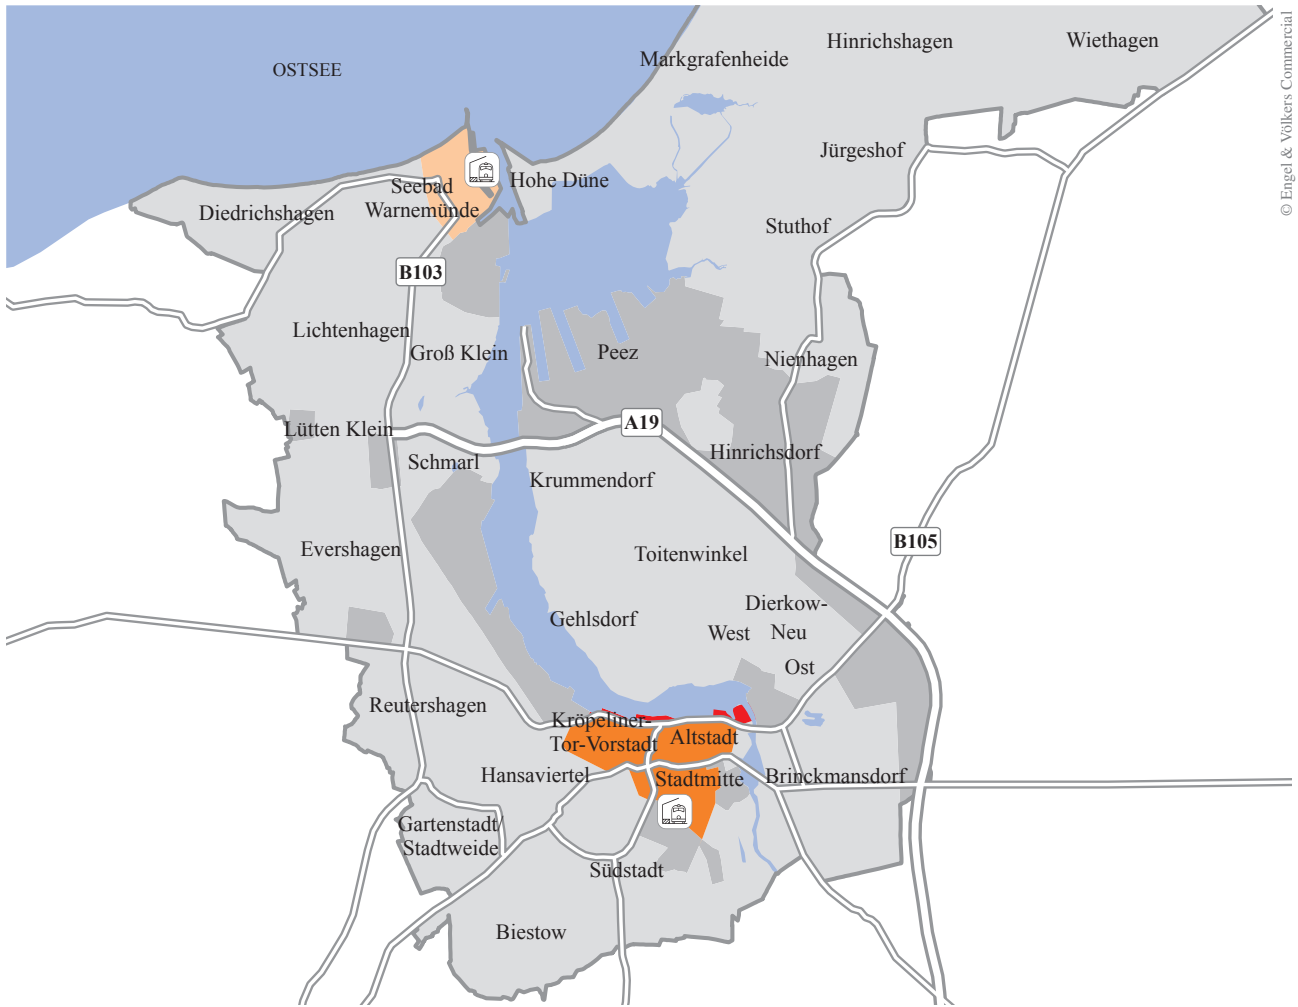 Hinrichshagen
Wiethagen
Markgrafenheide
OSTSEE
© Engel & Völkers Commercial
Jürgeshof
Hohe Düne
Seebad
Warnemünde
Diedrichshagen
Stuthof
B103
Lichtenhagen
Groß Klein
Peez
Nienhagen
A19
Lütten Klein
Hinrichsdorf
Schmarl
Krummendorf
B105
Evershagen
Toitenwinkel
Dierkow-
Gehlsdorf
West
Neu
Ost
Reutershagen
Kröpeliner-
Tor-Vorstadt
Altstadt
Hansaviertel
Stadtmitte
Brinckmansdorf
Gartenstadt/
Stadtweide
Südstadt
Biestow